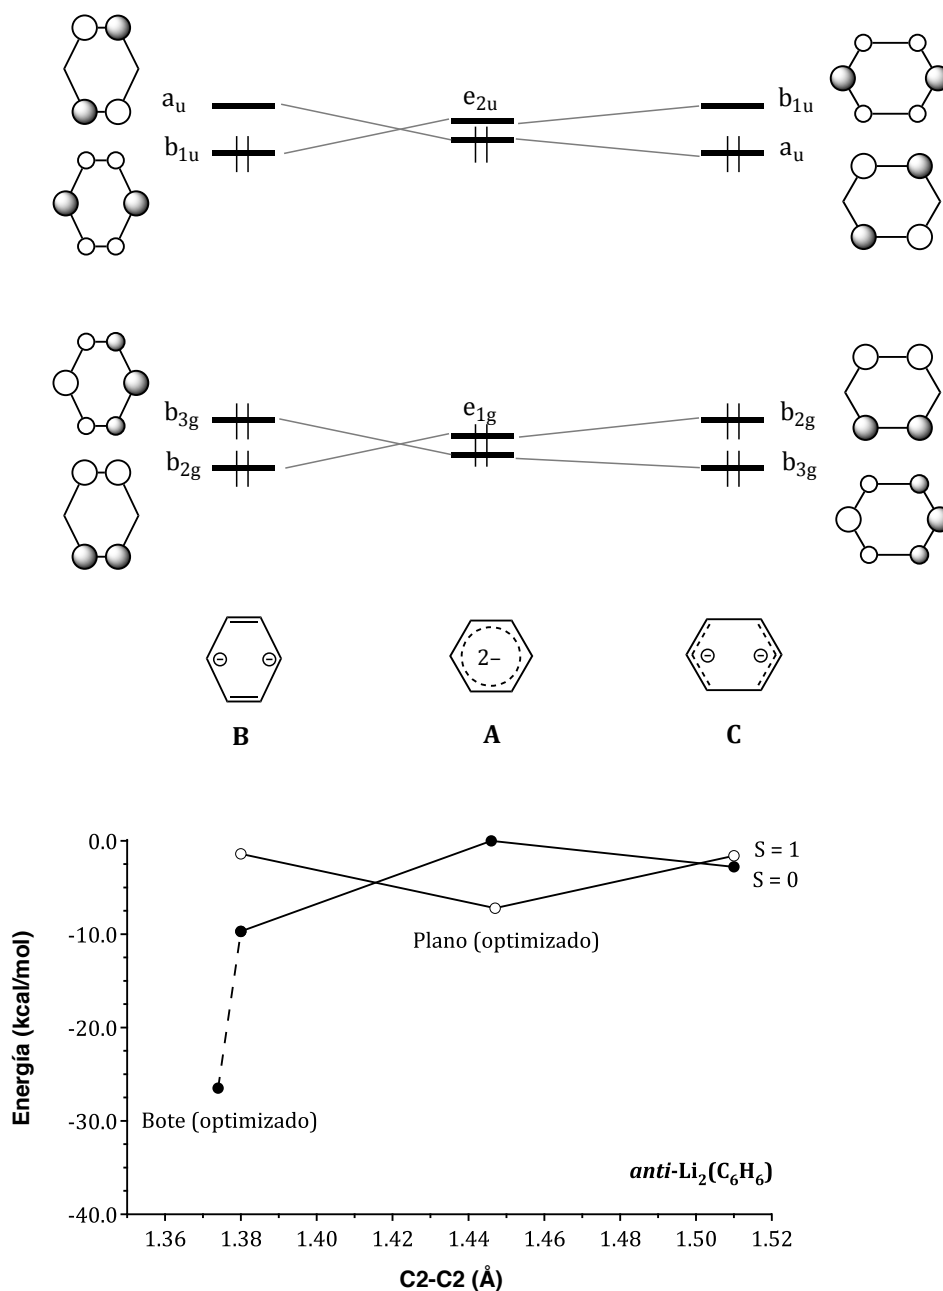 a_u e_2u b_1u
b_1u a_u
b_3g e_1g b_2g
b_2g b_3g
− − 2− − −
B A C
0.0
-10.0
-20.0
-30.0
-40.0
Energía (kcal/mol)
S = 1
S = 0
Plano (optimizado)
Bote (optimizado)
anti-Li₂(C₆H₆)
1.36 1.38 1.40 1.42 1.44 1.46 1.48 1.50 1.52
C2-C2 (Å)